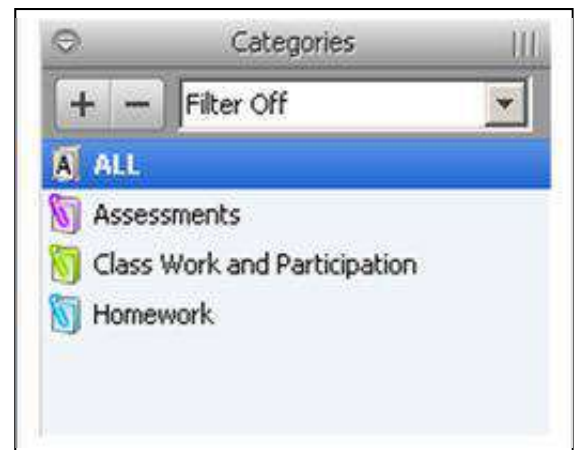 Categories
+ − Filter Off
A ALL
Assessments
Class Work and Participation
Homework